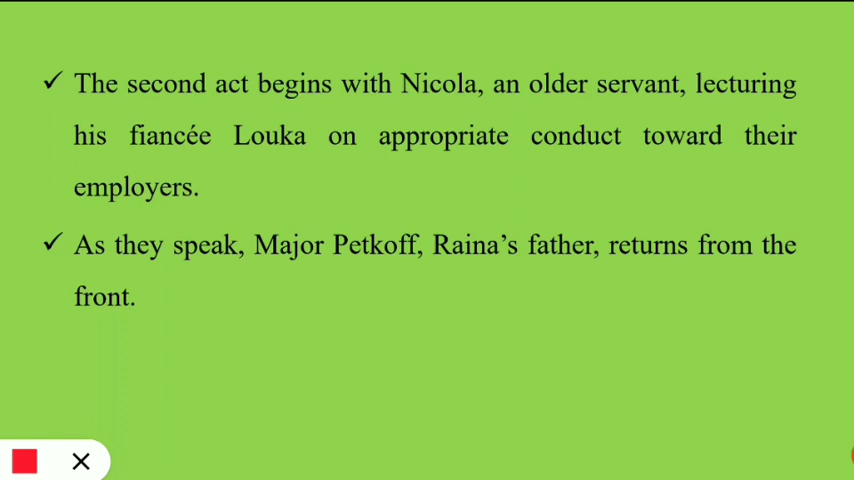 ✓ The second act begins with Nicola, an older servant, lecturing
his fiancée Louka on appropriate conduct toward their
employers.
✓ As they speak, Major Petkoff, Raina’s father, returns from the
front.